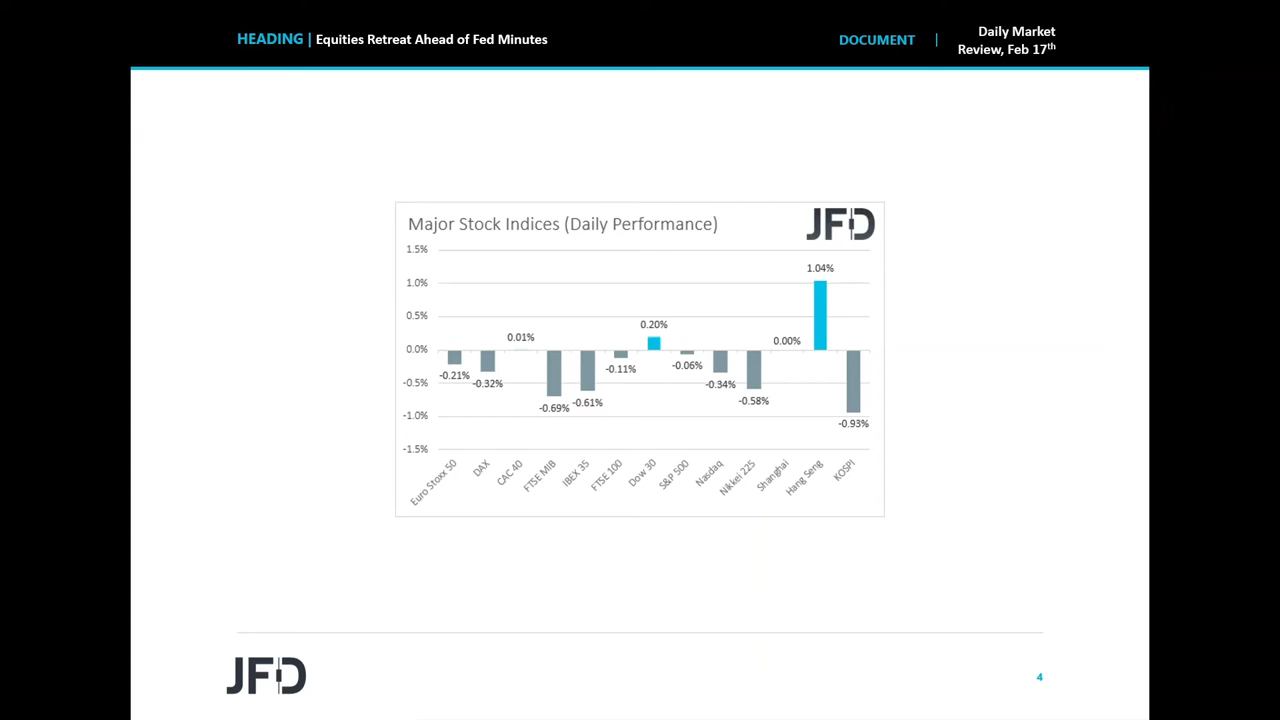 HEADING | Equities Retreat Ahead of Fed Minutes
DOCUMENT | Daily Market
Review, Feb 17th
Major Stock Indices (Daily Performance)
JFD
1.5%
1.0%
0.5%
0.0%
-0.5%
-1.0%
-1.5%
-0.21%
-0.32%
0.01%
-0.69%
-0.61%
-0.11%
0.20%
-0.06%
-0.34%
-0.58%
0.00%
1.04%
-0.93%
Euro Stoxx 50
DAX
CAC 40
FTSE MIB
IBEX 35
FTSE 100
Dow 30
S&P 500
Nasdaq
Nikkei 225
Shanghai
Hang Seng
KOSPI
JFD
4